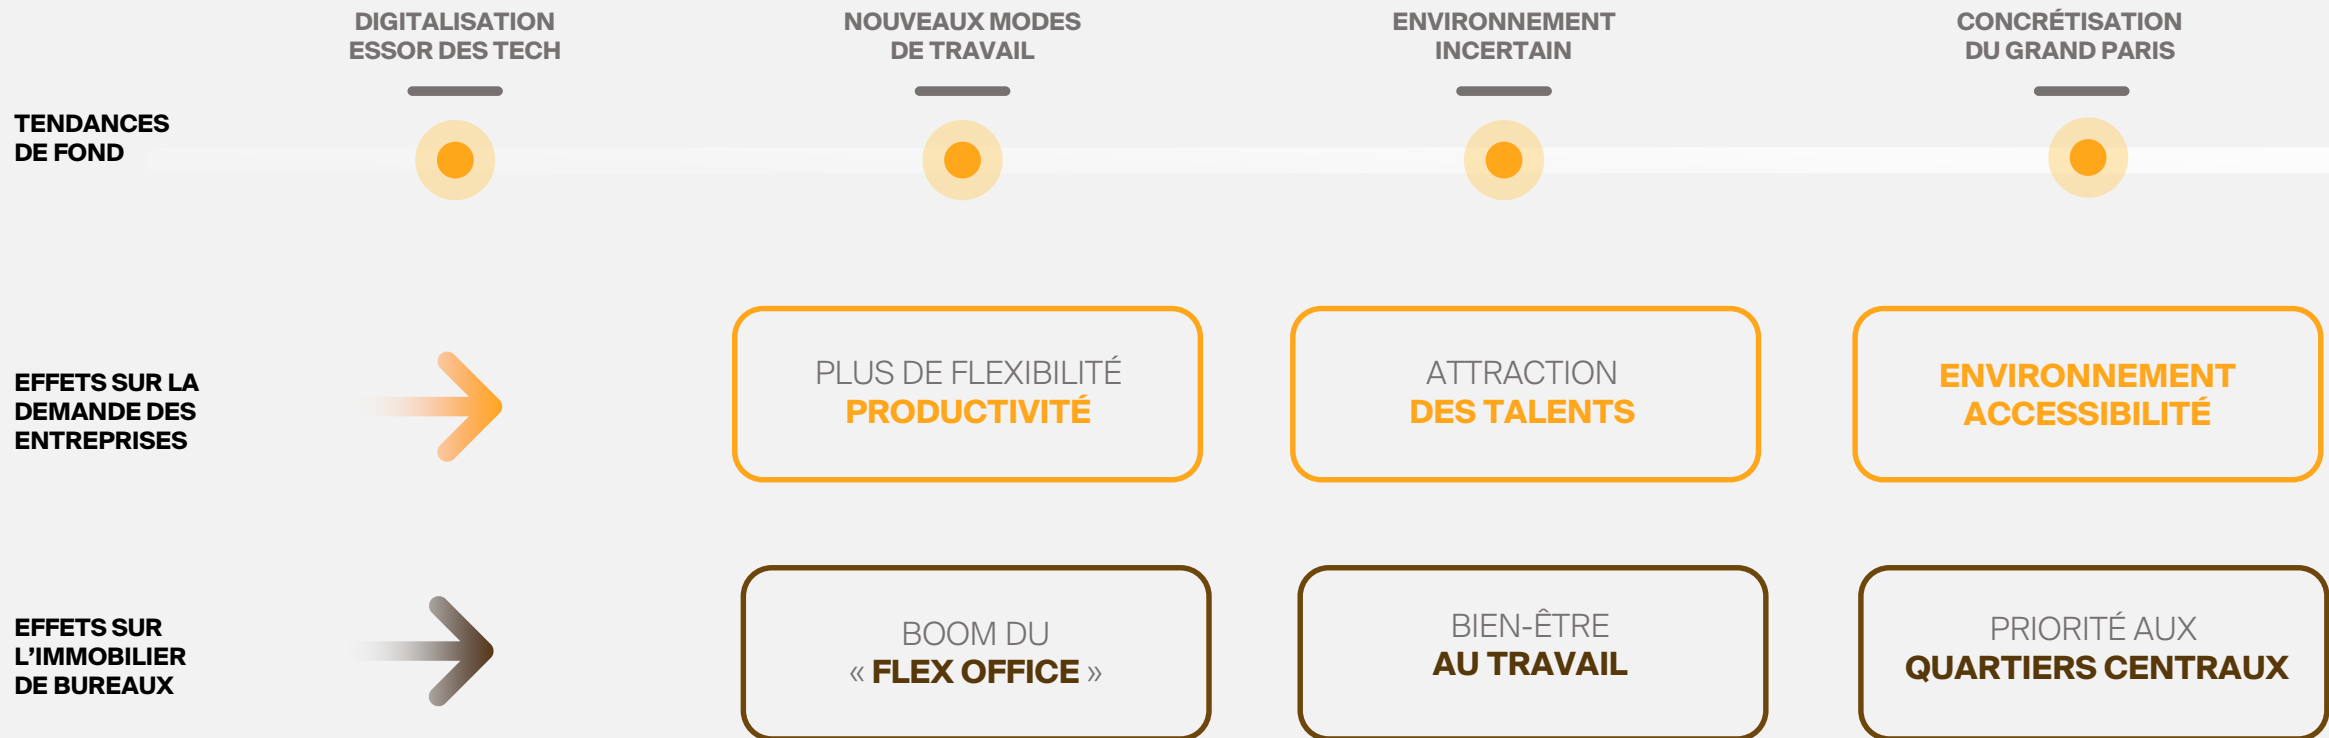 DIGITALISATION
ESSOR DES TECH
NOUVEAUX MODES
DE TRAVAIL
ENVIRONNEMENT
INCERTAIN
CONCRÉTISATION
DU GRAND PARIS
TENDANCES
DE FOND
EFFETS SUR LA
DEMANDE DES
ENTREPRISES
PLUS DE FLEXIBILITÉ
PRODUCTIVITÉ
ATTRACTION
DES TALENTS
ENVIRONNEMENT
ACCESSIBILITÉ
EFFETS SUR
L’IMMOBILIER
DE BUREAUX
BOOM DU
« FLEX OFFICE »
BIEN-ÊTRE
AU TRAVAIL
PRIORITÉ AUX
QUARTIERS CENTRAUX